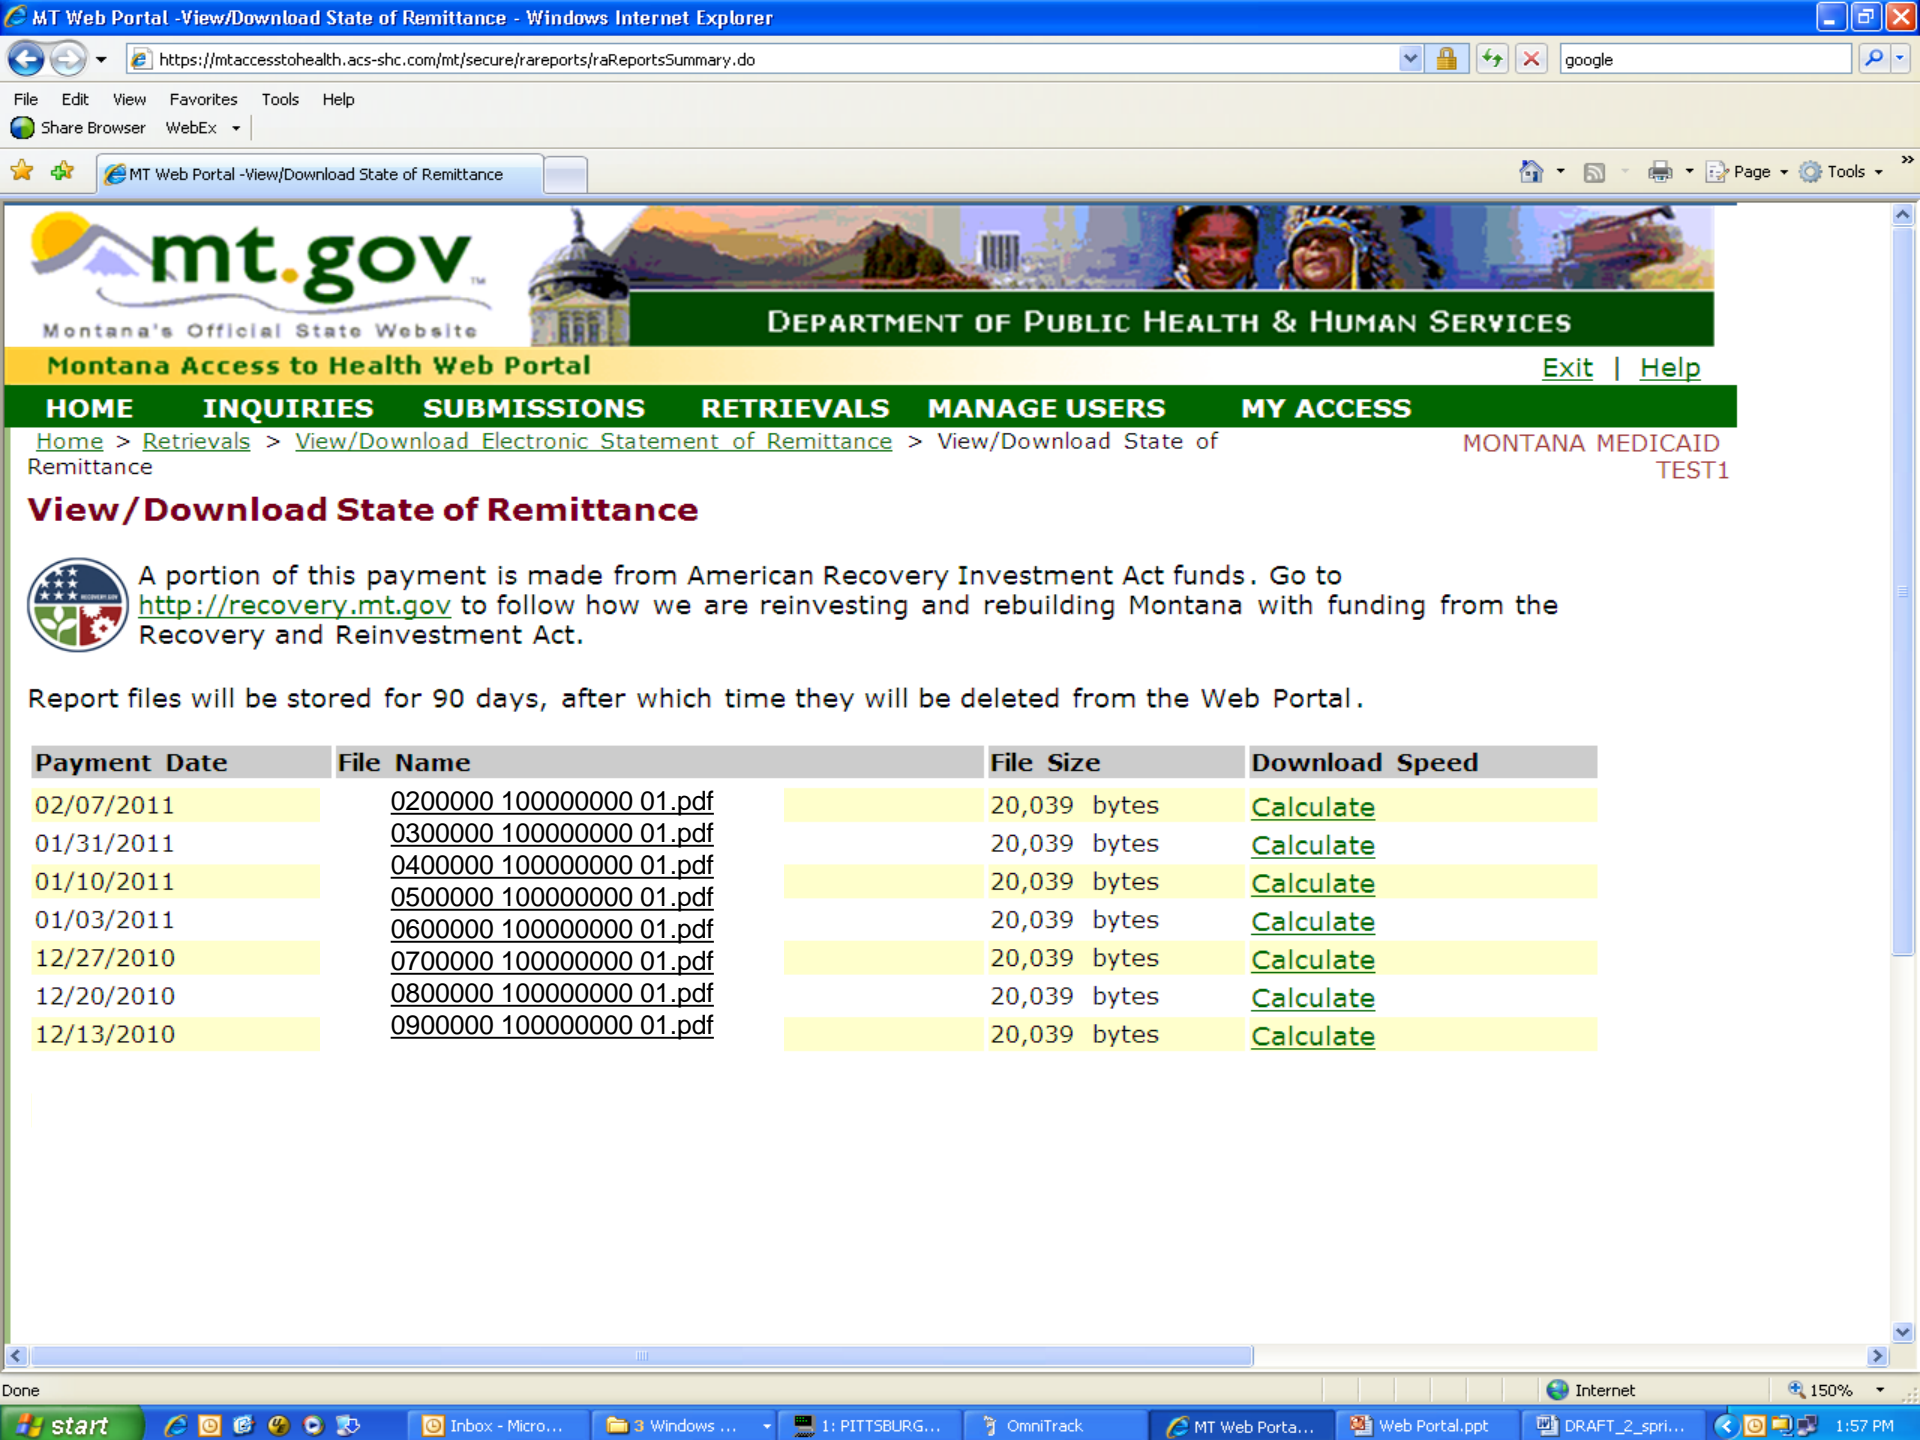 MT Web Portal -View/Download State of Remittance - Windows Internet Explorer
https://mtaccesstohealth.acs-shc.com/mt/secure/rareports/raReportsSummary.do
google
File Edit View Favorites Tools Help
Share Browser WebEx
MT Web Portal -View/Download State of Remittance
Page Tools »
mt.gov TM
Montana's Official State Website
DEPARTMENT OF PUBLIC HEALTH & HUMAN SERVICES
Montana Access to Health Web Portal
Exit | Help
HOME INQUIRIES SUBMISSIONS RETRIEVALS MANAGE USERS MY ACCESS
Home > Retrievals > View/Download Electronic Statement of Remittance > View/Download State of
Remittance
MONTANA MEDICAID
TEST1
View/Download State of Remittance
RECOVERY.GOV
A portion of this payment is made from American Recovery Investment Act funds. Go to
http://recovery.mt.gov to follow how we are reinvesting and rebuilding Montana with funding from the
Recovery and Reinvestment Act.
Report files will be stored for 90 days, after which time they will be deleted from the Web Portal.
Payment Date File Name File Size Download Speed
02/07/2011 0200000 100000000 01.pdf 20,039 bytes Calculate
01/31/2011 0300000 100000000 01.pdf 20,039 bytes Calculate
01/10/2011 0400000 100000000 01.pdf 20,039 bytes Calculate
01/03/2011 0500000 100000000 01.pdf 20,039 bytes Calculate
12/27/2010 0600000 100000000 01.pdf 20,039 bytes Calculate
12/20/2010 0700000 100000000 01.pdf 20,039 bytes Calculate
12/13/2010 0800000 100000000 01.pdf 20,039 bytes Calculate
0900000 100000000 01.pdf
Done
Internet
150%
start
Inbox - Micro...
3 Windows ...
1: PITTSBURG...
OmniTrack
MT Web Porta...
Web Portal.ppt
DRAFT_2_spri...
1:57 PM